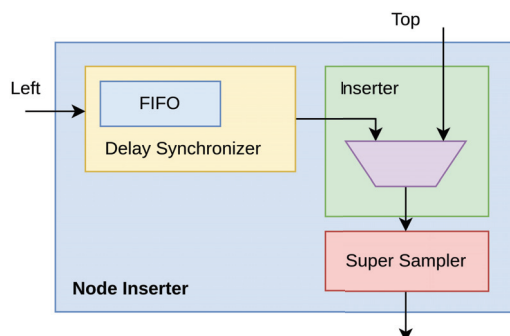 Top
Left
Inserter
FIFO
Delay Synchronizer
Super Sampler
Node Inserter